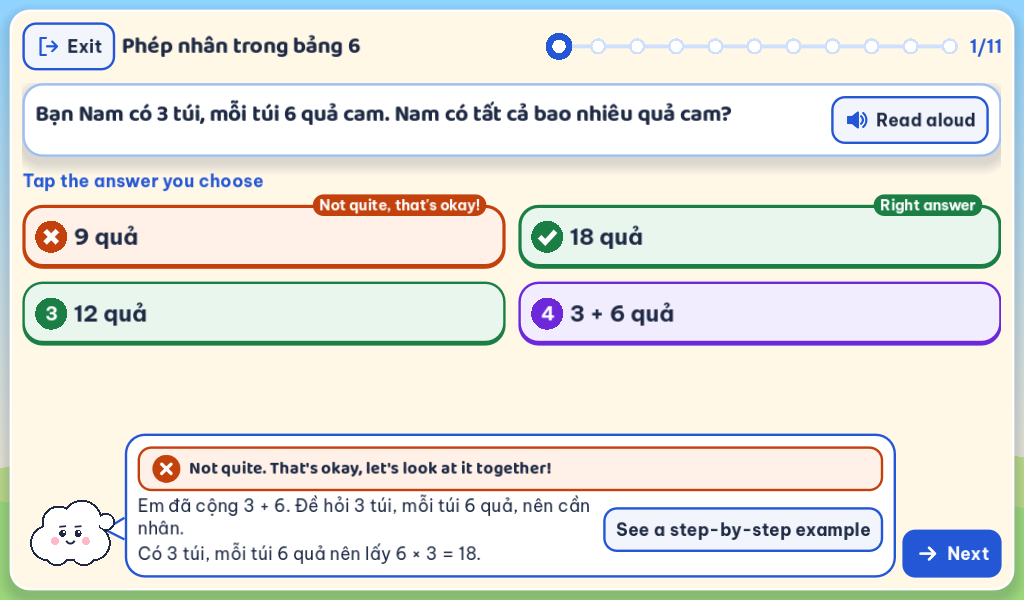 Exit
Phép nhân trong bảng 6
1/11
Bạn Nam có 3 túi, mỗi túi 6 quả cam. Nam có tất cả bao nhiêu quả cam?
Read aloud
Tap the answer you choose
Not quite, that's okay!
9 quả
Right answer
18 quả
3 12 quả
4 3 + 6 quả
Not quite. That's okay, let's look at it together!
Em đã cộng 3 + 6. Đề hỏi 3 túi, mỗi túi 6 quả, nên cần
nhân.
Có 3 túi, mỗi túi 6 quả nên lấy 6 × 3 = 18.
See a step-by-step example
Next